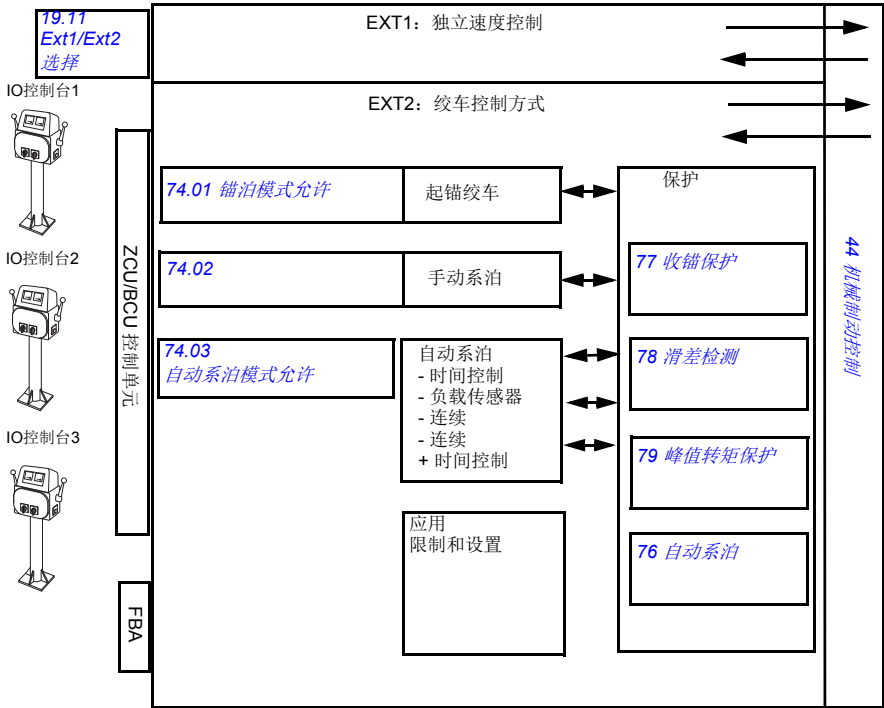 19.11
Ext1/Ext2
选择
EXT1：独立速度控制
IO控制台1
EXT2：绞车控制方式
74.01 锚泊模式允许
起锚绞车
保护
IO控制台2
74.02
手动系泊
77 收锚保护
ZCU/BCU 控制单元
44 机械制动控制
74.03
自动系泊模式允许
自动系泊
- 时间控制
- 负载传感器
- 连续
- 连续
+ 时间控制
78 滑差检测
IO控制台3
79 峰值转矩保护
应用
限制和设置
76 自动系泊
FBA